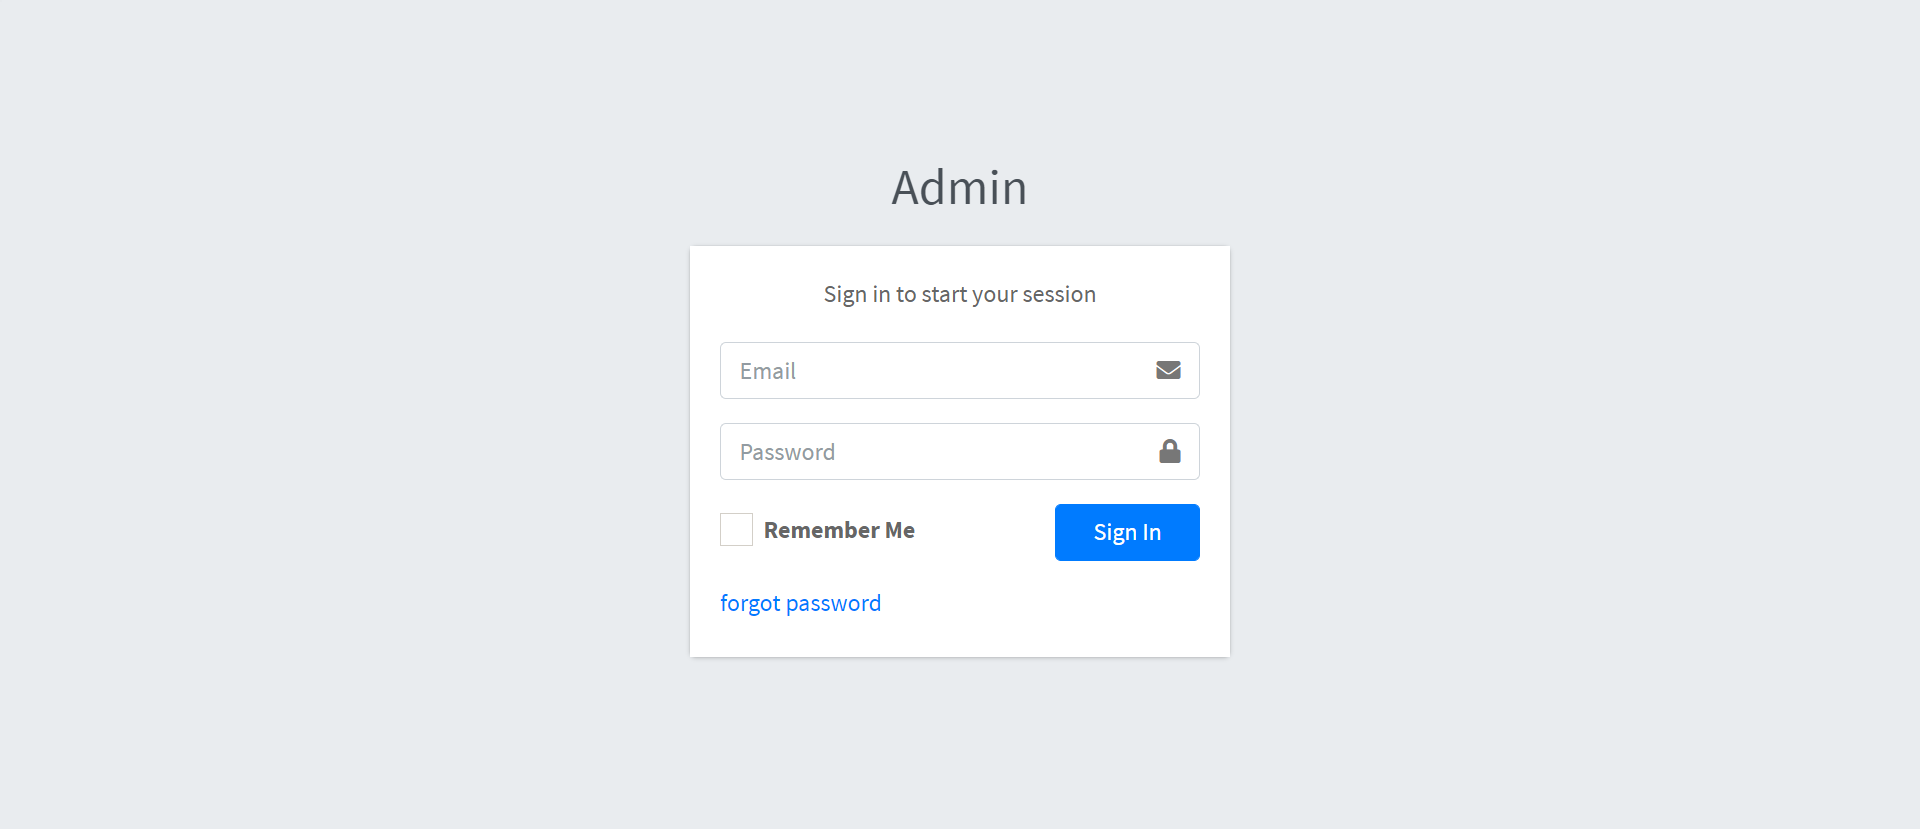 Admin
Sign in to start your session
Email
Password
Remember Me
Sign In
forgot password